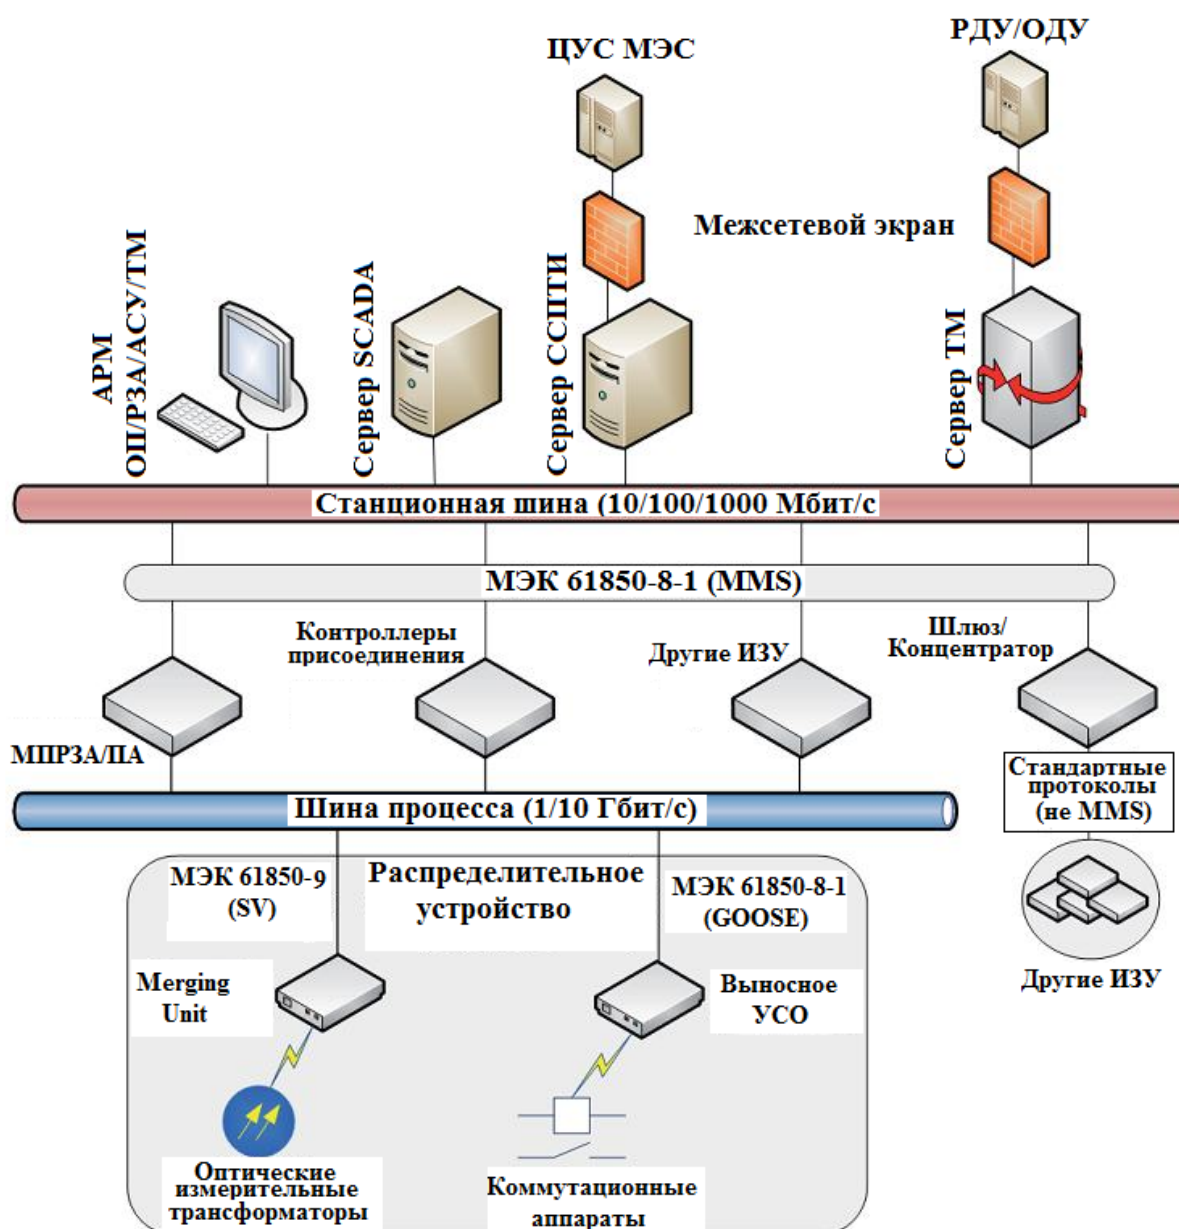 ЦУС МЭС
РДУ/ОДУ
Межсетевой экран
АРМ
ОП/РЗА/АСУ/ТМ
Сервер SCADA
Сервер ССПТИ
Сервер ТМ
Станционная шина (10/100/1000 Мбит/с
МЭК 61850-8-1 (MMS)
Контроллеры
присоединения
Другие ИЗУ
Шлюз/
Концентратор
МПРЗА/ПА
Стандартные
протоколы
(не MMS)
Шина процесса (1/10 Гбит/с)
МЭК 61850-9
(SV)
Распределительное
устройство
МЭК 61850-8-1
(GOOSE)
Другие ИЗУ
Merging
Unit
Выносное
УСО
Оптические
измерительные
трансформаторы
Коммутационные
аппараты